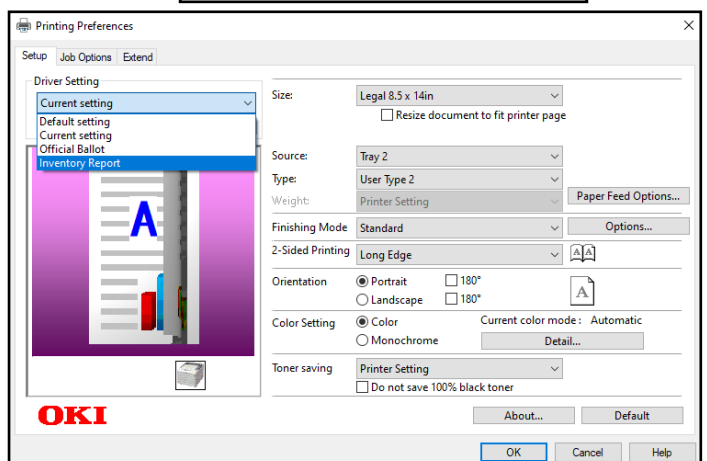 Printing Preferences
Setup Job Options Extend
Driver Setting
Current setting
Default setting
Current setting
Official Ballot
Inventory Report
A
OKI
Size: Legal 8.5 x 14in
Resize document to fit printer page
Source: Tray 2
Type: User Type 2
Weight: Printer Setting
Paper Feed Options...
Finishing Mode Standard Options...
2-Sided Printing Long Edge A A
Orientation Portrait 180°
Landscape 180°
A
Color Setting Color Current color mode : Automatic
Monochrome Detail...
Toner saving Printer Setting
Do not save 100% black toner
About... Default
OK Cancel Help